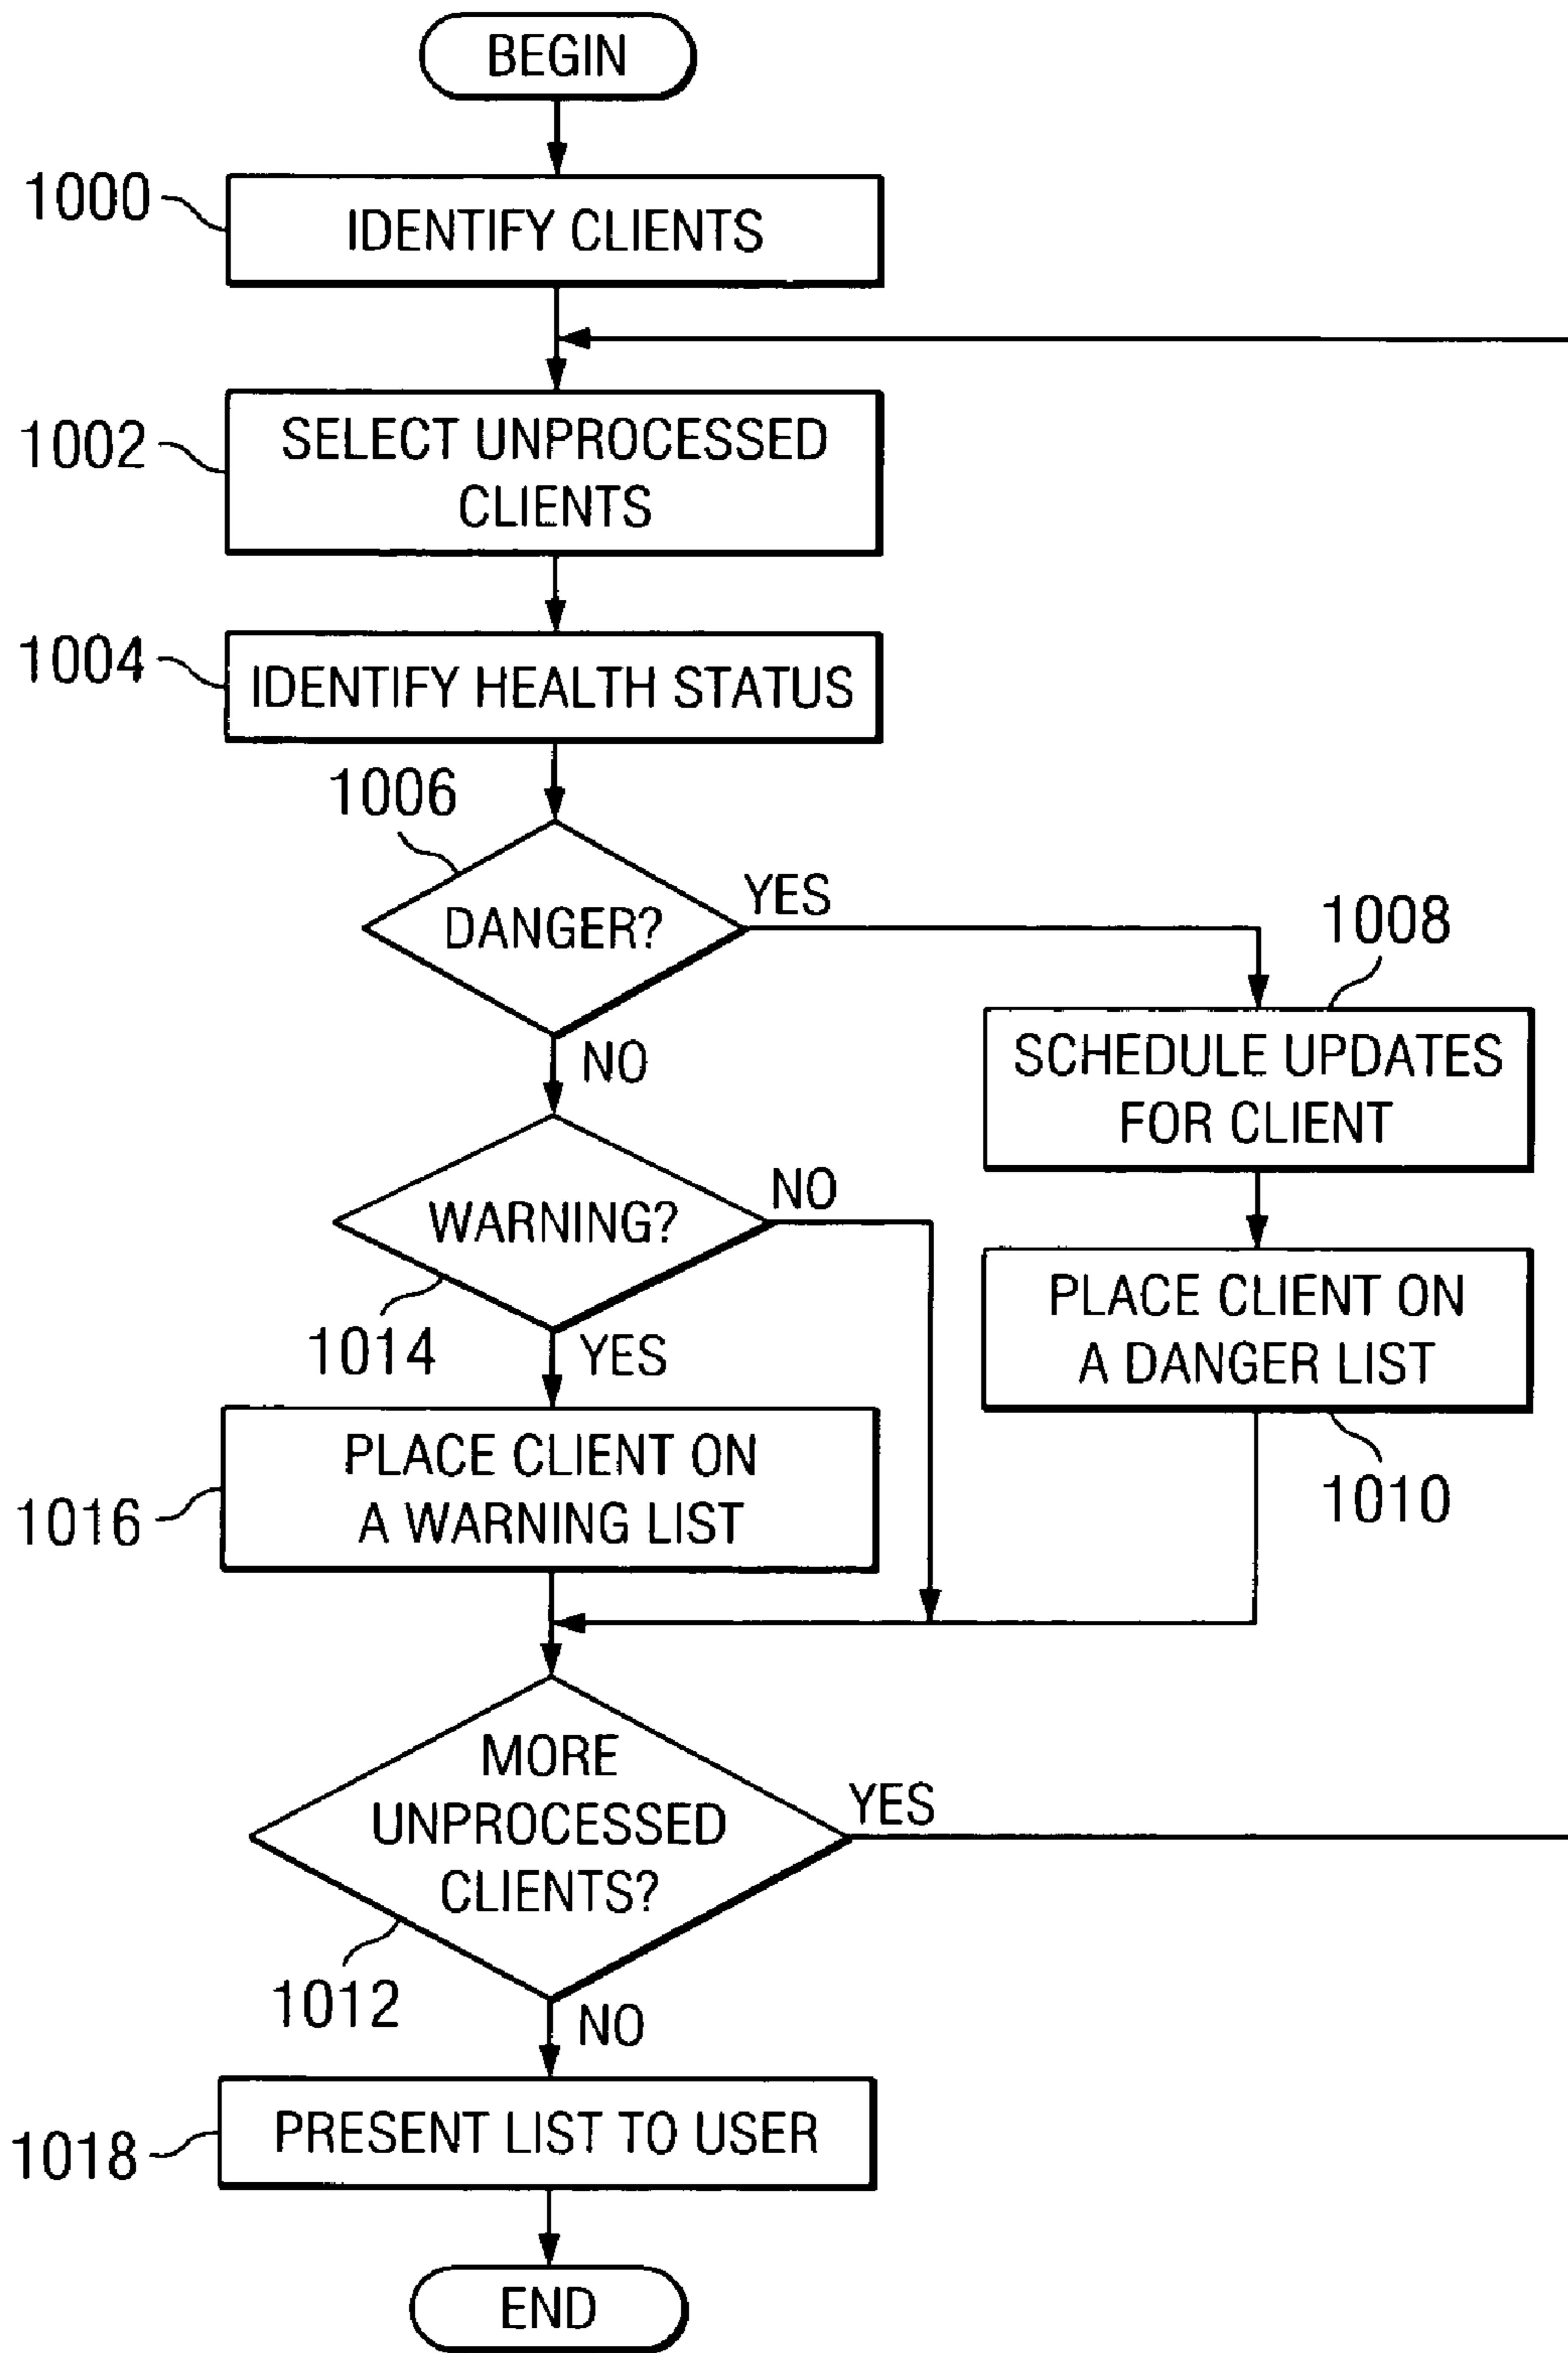 BEGIN
1000
IDENTIFY CLIENTS
1002
SELECT UNPROCESSED
CLIENTS
1004
IDENTIFY HEALTH STATUS
1006
DANGER?
YES
NO
1008
SCHEDULE UPDATES
FOR CLIENT
WARNING?
NO
1014
YES
PLACE CLIENT ON
A DANGER LIST
1010
1016
PLACE CLIENT ON
A WARNING LIST
MORE
UNPROCESSED
CLIENTS?
YES
1012
NO
1018
PRESENT LIST TO USER
END